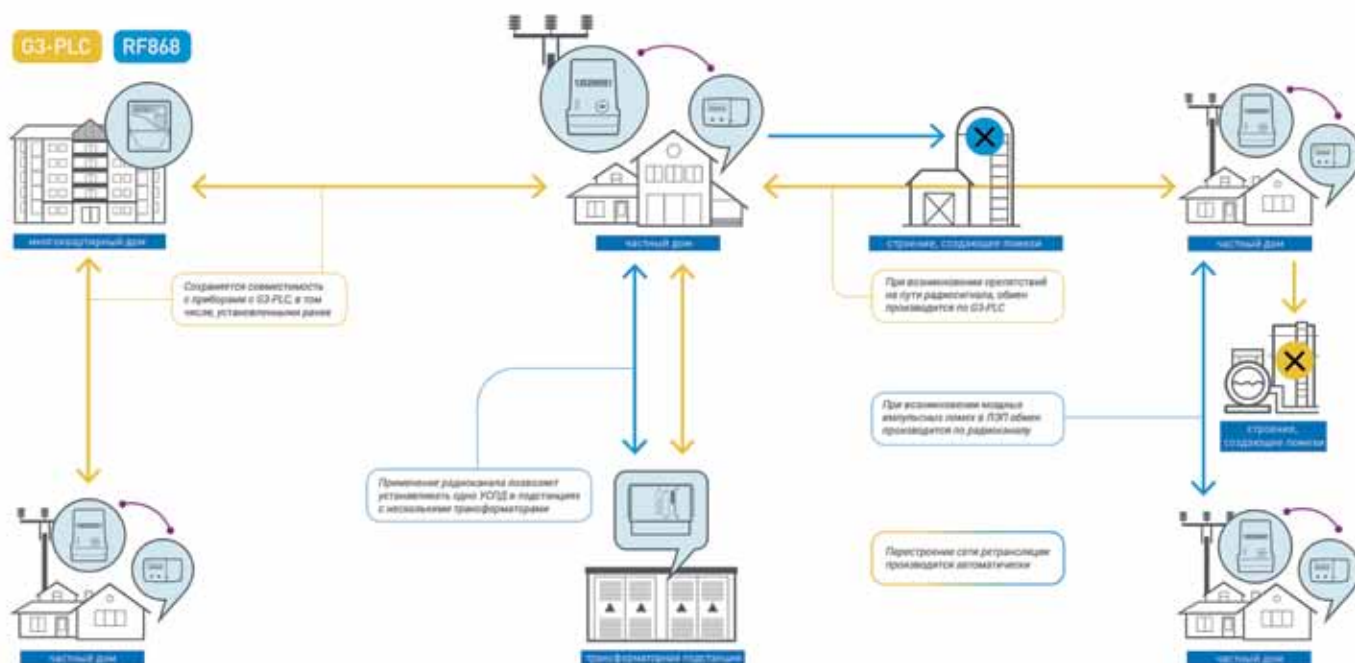 G3-PLC
RF868
многоквартирный дом
частный дом
строение, создающее помехи
частный дом
Сохраняется совместимость
с приборами с G3-PLC, в том
числе, установленными ранее
При возникновении препятствий
на пути радиосигнала, обмен
производится по G3-PLC
строение,
создающее помехи
При возникновении мощных
импульсных помех в ЛЭП обмен
производится по радиоканалу
Применение радиоканала позволяет
устанавливать одно УСПД в подстанциях
с несколькими трансформаторами
Перестроение сети ретрансляции
производится автоматически
частный дом
трансформаторная подстанция
частный дом